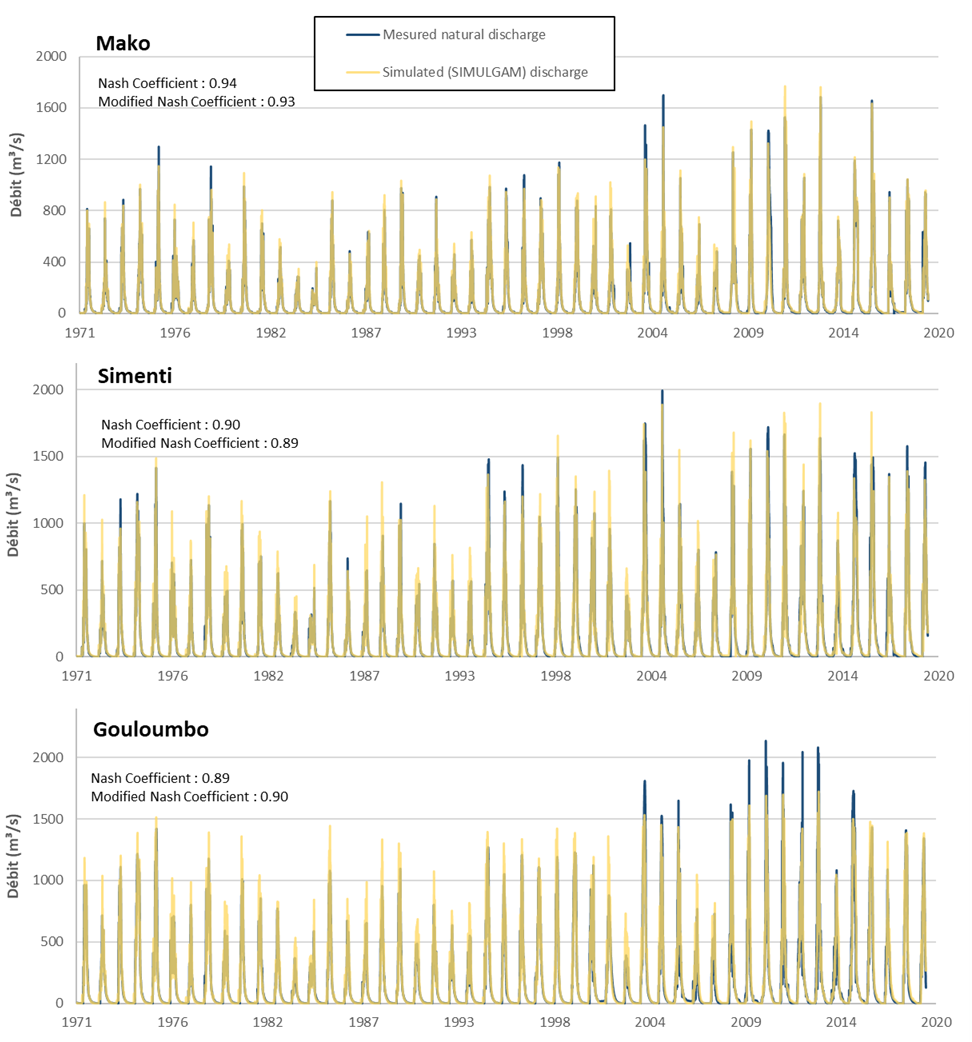 Mesured natural discharge
Simulated (SIMULGAM) discharge
Mako
Nash Coefficient : 0.94
Modified Nash Coefficient : 0.93
Débit (m³/s)
2000
1600
1200
800
400
0
1971 1976 1982 1987 1993 1998 2004 2009 2014 2020
Simenti
Nash Coefficient : 0.90
Modified Nash Coefficient : 0.89
Débit (m³/s)
2000
1500
1000
500
0
1971 1976 1982 1987 1993 1998 2004 2009 2014 2020
Gouloumbo
Nash Coefficient : 0.89
Modified Nash Coefficient : 0.90
Débit (m³/s)
2000
1500
1000
500
0
1971 1976 1982 1987 1993 1998 2004 2009 2014 2020